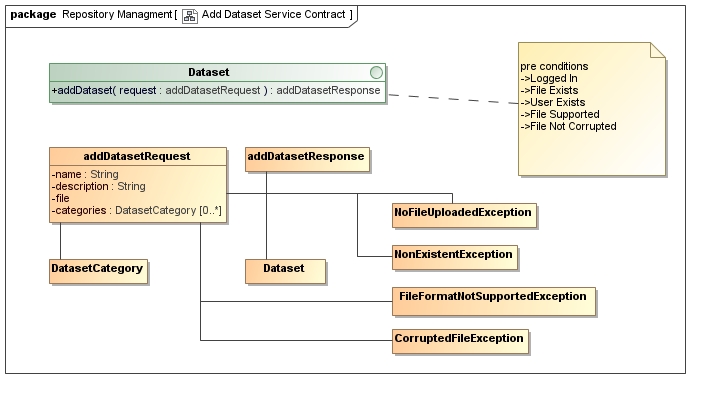 package Repository Managment [ Add Dataset Service Contract ]
Dataset
+addDataset( request : addDatasetRequest ) : addDatasetResponse
pre conditions
->Logged In
->File Exists
->User Exists
->File Supported
->File Not Corrupted
addDatasetRequest
-name : String
-description : String
-file
-categories : DatasetCategory [0..*]
addDatasetResponse
NoFileUploadedException
NonExistentException
DatasetCategory
Dataset
FileFormatNotSupportedException
CorruptedFileException